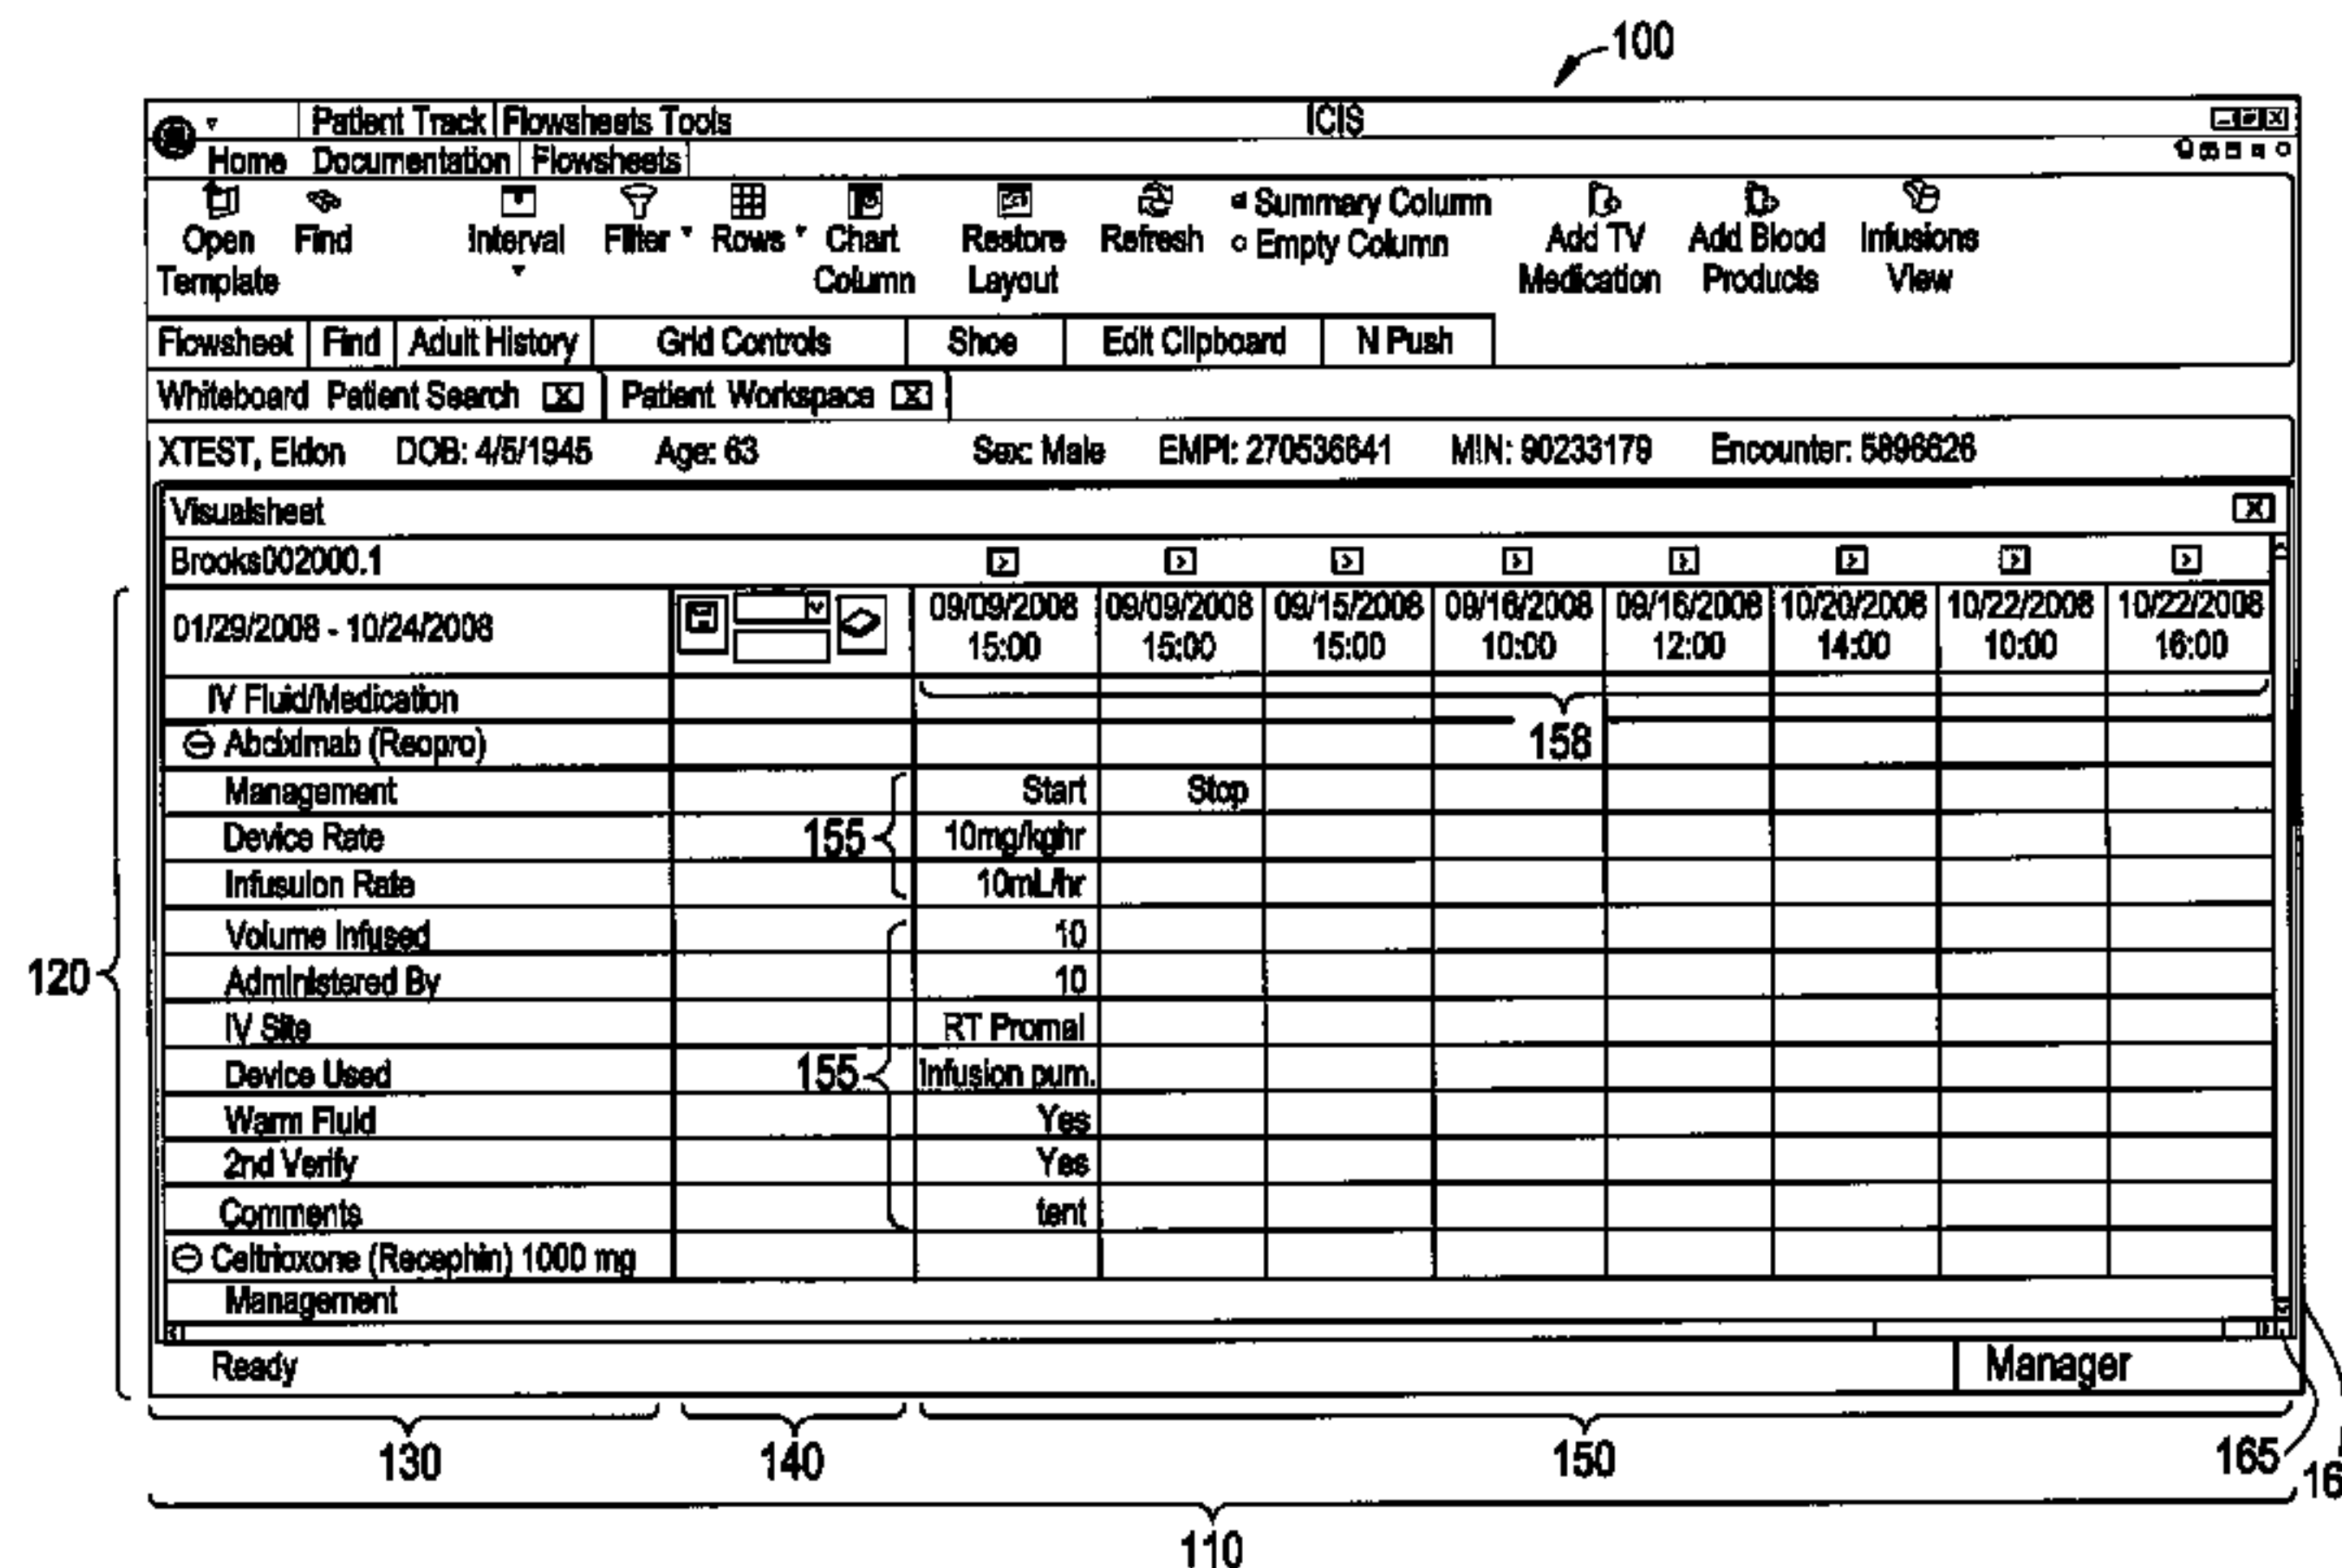 100
Patient Track Flowsheets Tools ICIS
Home Documentation Flowsheets
Open Find Interval Filter Rows Chart Restore Refresh Summary Column Add TV Add Blood Infusions
Template Column Layout Empty Column Medication Products View
Flowsheet Find Adult History Grid Controls Shoe Edit Clipboard N Push
Whiteboard Patient Search X Patient Workspace X
XTEST, Eldon DOB: 4/5/1945 Age: 63 Sex: Male EMPI: 270536641 MIN: 90233179 Encounter: 5896626
Visualsheet X
Brooks002000.1
01/29/2008 - 10/24/2008 09/09/2008 09/09/2008 09/15/2008 09/16/2008 09/16/2008 10/20/2008 10/22/2008 10/22/2008
15:00 15:00 15:00 10:00 12:00 14:00 10:00 16:00
IV Fluid/Medication
Abciximab (Reopro) 158
Management Start Stop
Device Rate 155 10mg/kghr
Infusuion Rate 10mL/hr
Volume Infused 10
120 Administered By 10
IV Site RT Promal
Device Used 155 Infusion pum.
Warm Fluid Yes
2nd Verify Yes
Comments tent
Celtrioxone (Recephin) 1000 mg
Management
Ready Manager
130 140 150 165
110